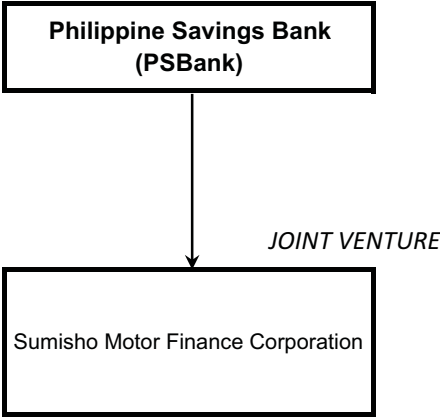 Philippine Savings Bank
(PSBank)
JOINT VENTURE
Sumisho Motor Finance Corporation